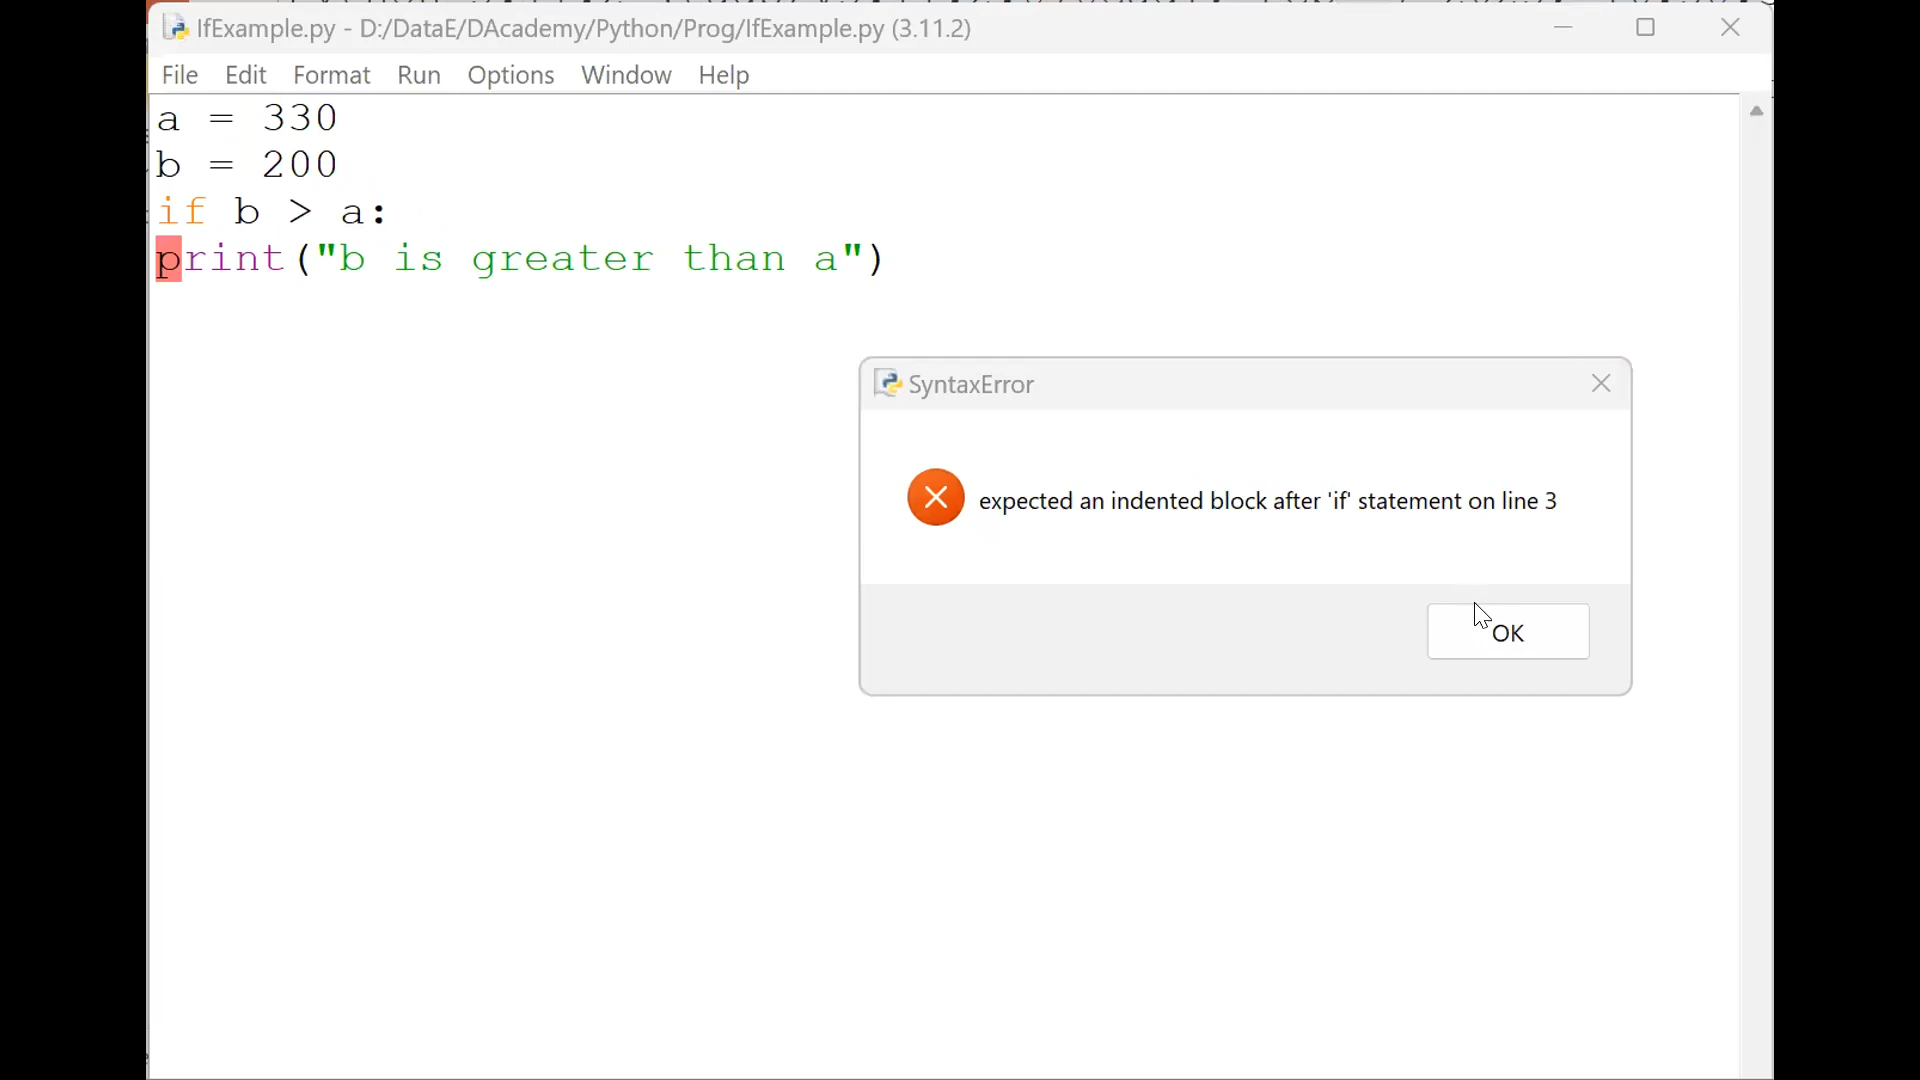 IfExample.py - D:/DataE/DAcademy/Python/Prog/IfExample.py (3.11.2)
File Edit Format Run Options Window Help
a = 330
b = 200
if b > a:
print("b is greater than a")
SyntaxError
expected an indented block after 'if' statement on line 3
OK